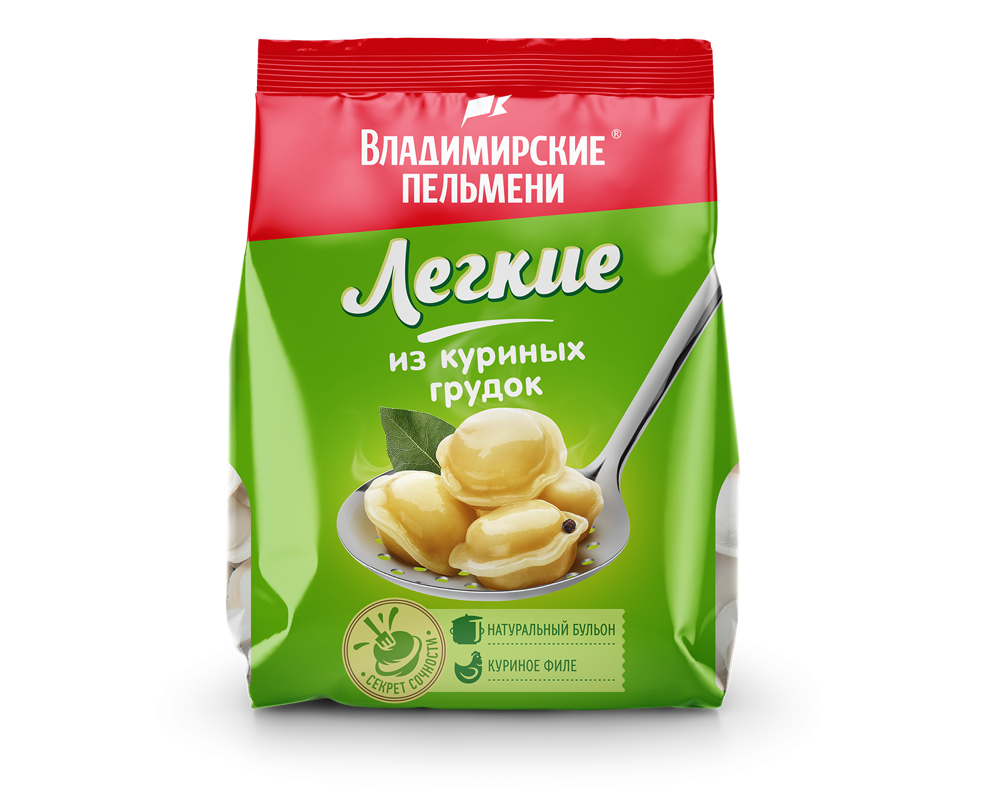 Владимирские®
пельмени
Легкие
из куриных
грудок
НАТУРАЛЬНЫЙ БУЛЬОН
КУРИНОЕ ФИЛЕ
• СЕКРЕТ СОЧНОСТИ •